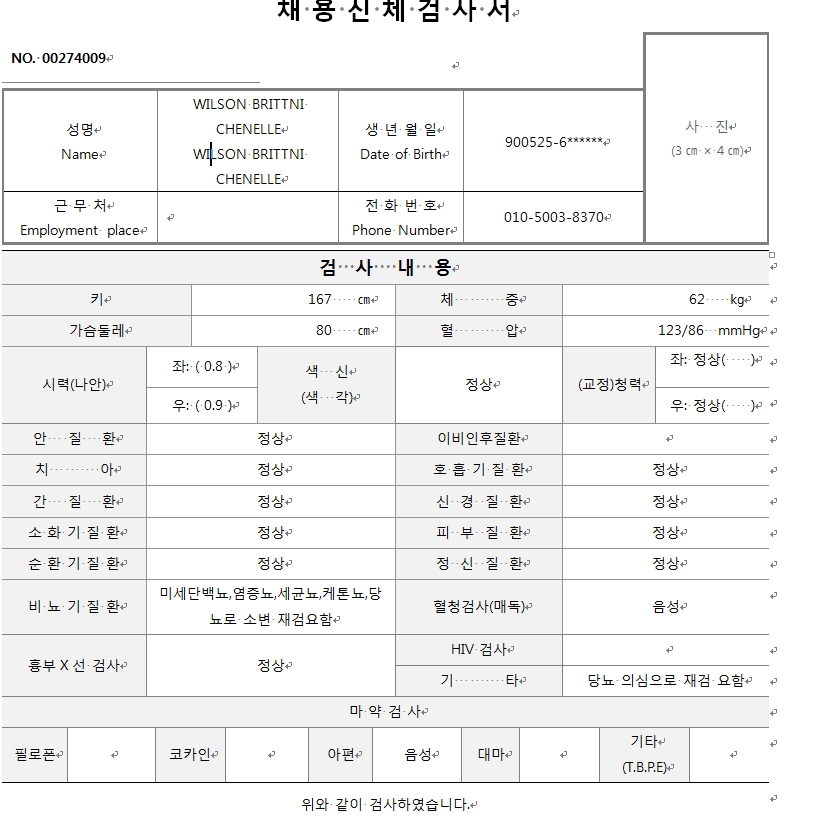 채 용 신 체 검 사 서
NO. 00274009
성명
Name
WILSON BRITTNI
CHENELLE
WILSON BRITTNI
CHENELLE
생 년 월 일
Date of Birth
900525-6******
사 진
(3 ㎝ × 4 ㎝)
근 무 처
Employment place
전 화 번 호
Phone Number
010-5003-8370
검 사 내 용
키 167 ㎝ 체 중 62 kg
가슴둘레 80 ㎝ 혈 압 123/86 mmHg
시력(나안)
좌: ( 0.8 )
우: ( 0.9 )
색 신
(색 각)
정상
(교정)청력
좌: 정상( )
우: 정상( )
안 질 환 정상 이비인후질환
치 아 정상 호 흡 기 질 환 정상
간 질 환 정상 신 경 질 환 정상
소 화 기 질 환 정상 피 부 질 환 정상
순 환 기 질 환 정상 정 신 질 환 정상
비 뇨 기 질 환
미세단백뇨,염증뇨,세균뇨,케톤뇨,당
뇨로 소변 재검요함
혈청검사(매독) 음성
흉부 X 선 검사 정상
HIV 검사
기 타 당뇨 의심으로 재검 요함
마 약 검 사
필로폰 코카인 아편 음성 대마
기타
(T.B.P.E)
위와 같이 검사하였습니다.